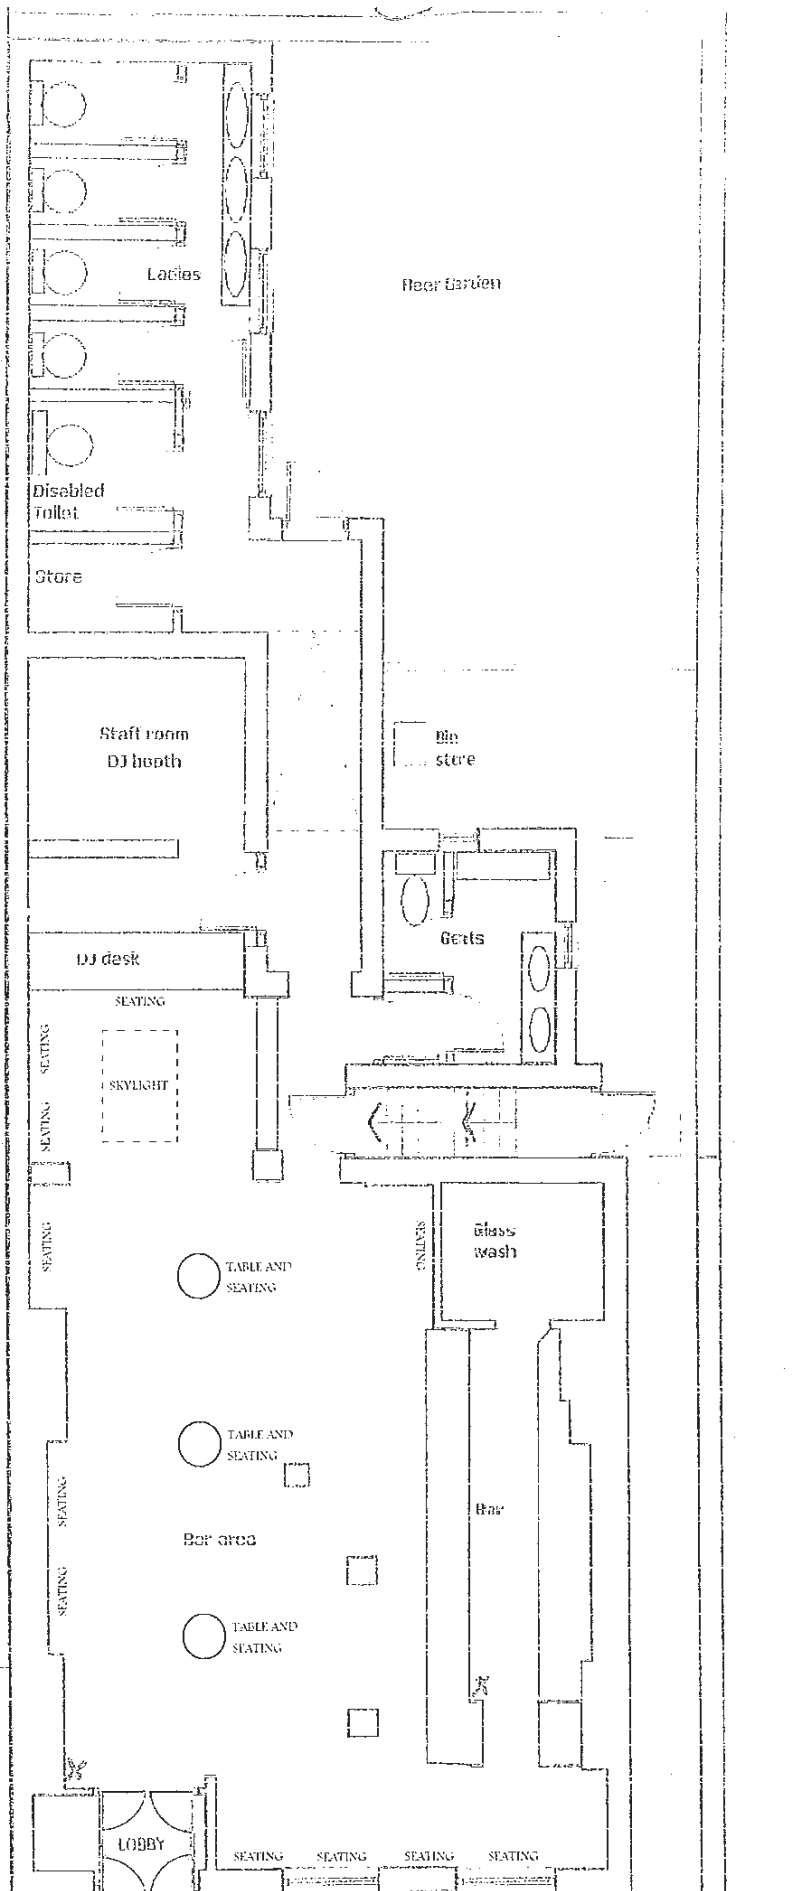 Ladies
Rear Garden
Disabled
Toilet
Store
Staff room
DJ booth
Bin
store
Gents
DJ desk
SEATING
SEATING
SKYLIGHT
SEATING
SEATING
SEATING
Glass
wash
TABLE AND
SEATING
TABLE AND
SEATING
SEATING
Bar
Bar area
SEATING
TABLE AND
SEATING
LOBBY
SEATING
SEATING
SEATING
SEATING